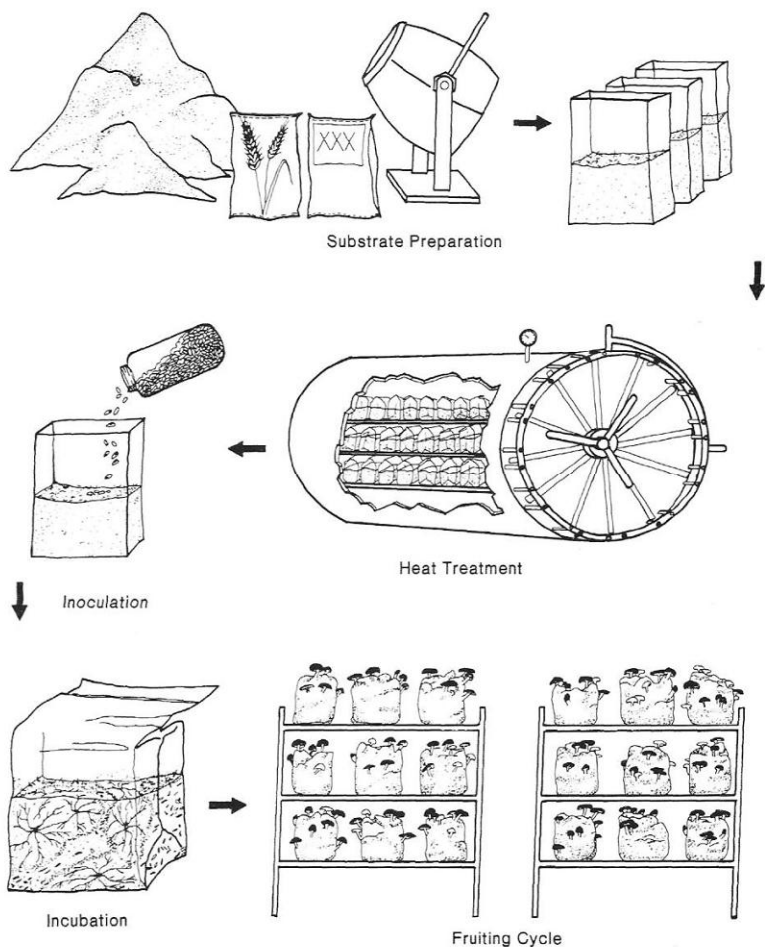 XXX
Substrate Preparation
Heat Treatment
Inoculation
Incubation
Fruiting Cycle